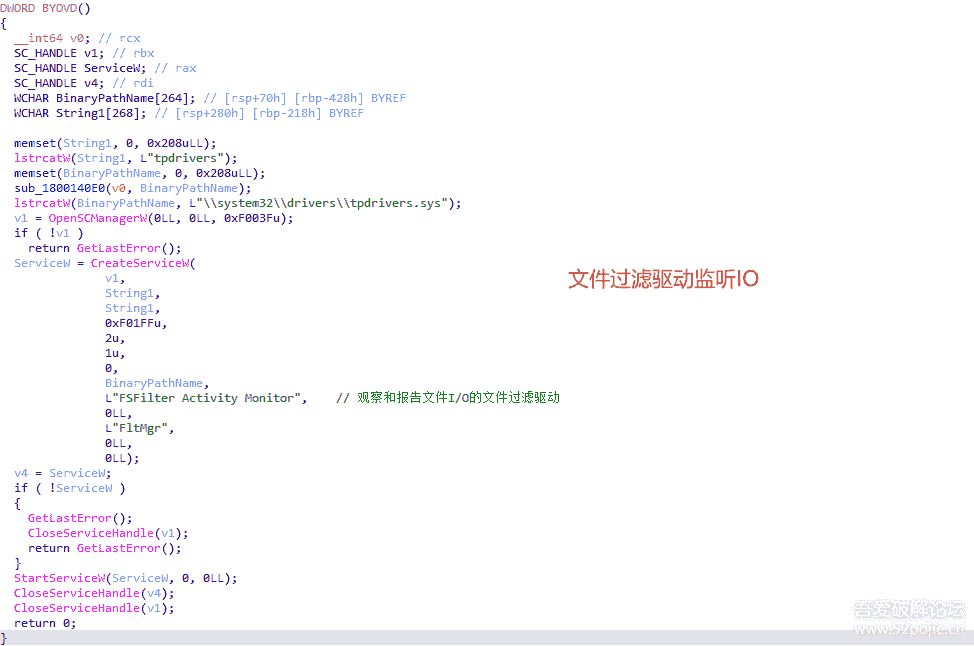 DWORD BYOVD()
{
  __int64 v0; // rcx
  SC_HANDLE v1; // rbx
  SC_HANDLE ServiceW; // rax
  SC_HANDLE v4; // rdi
  WCHAR BinaryPathName[264]; // [rsp+70h] [rbp-428h] BYREF
  WCHAR String1[268]; // [rsp+280h] [rbp-218h] BYREF

  memset(String1, 0, 0x208uLL);
  lstrcatW(String1, L"tpdrivers");
  memset(BinaryPathName, 0, 0x208uLL);
  sub_1800140E0(v0, BinaryPathName);
  lstrcatW(BinaryPathName, L"\\system32\\drivers\\tpdrivers.sys");
  v1 = OpenSCManagerW(0LL, 0LL, 0xF003Fu);
  if ( !v1 )
    return GetLastError();
  ServiceW = CreateServiceW(
               v1,
               String1,
               String1,
               0xF01FFu,
               2u,
               1u,
               0,
               BinaryPathName,
               L"FSFilter Activity Monitor",    // 观察和报告文件I/O的文件过滤驱动
               0LL,
               L"FltMgr",
               0LL,
               0LL);
  v4 = ServiceW;
  if ( !ServiceW )
  {
    GetLastError();
    CloseServiceHandle(v1);
    return GetLastError();
  }
  StartServiceW(ServiceW, 0, 0LL);
  CloseServiceHandle(v4);
  CloseServiceHandle(v1);
  return 0;
}
文件过滤驱动监听IO
吾爱破解论坛
www.52pojie.cn